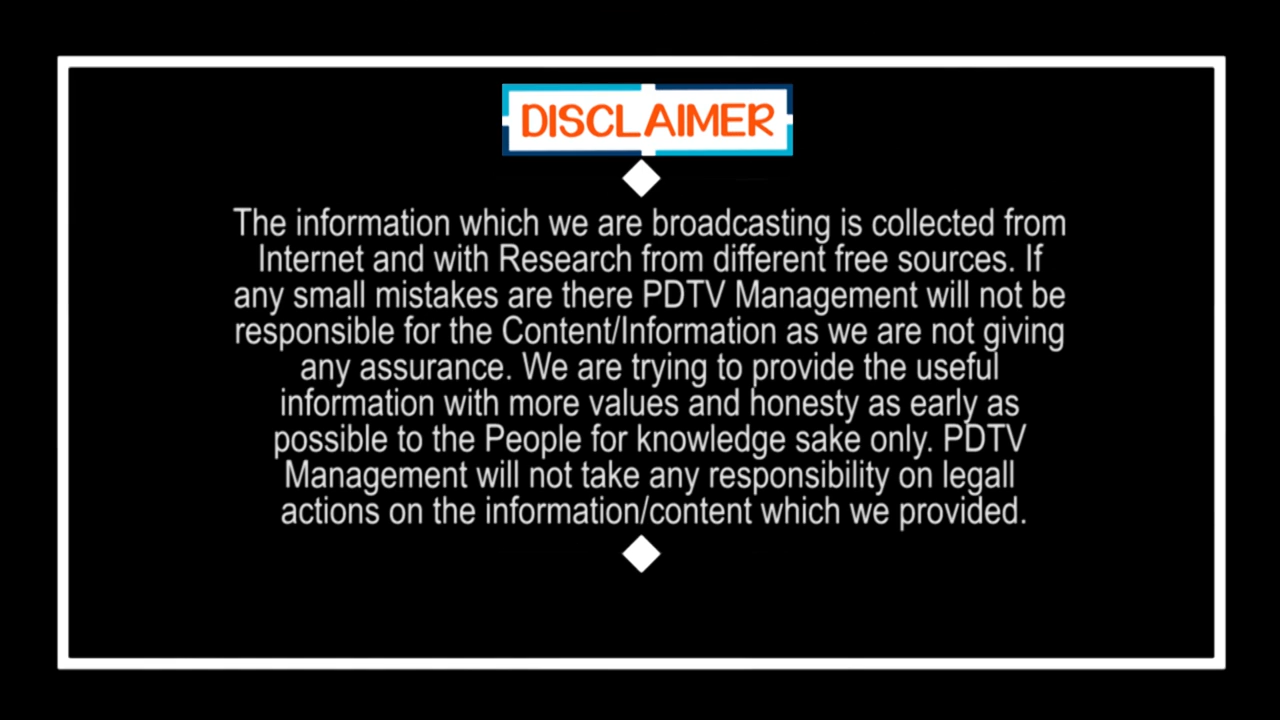 DISCLAIMER
The information which we are broadcasting is collected from
Internet and with Research from different free sources. If
any small mistakes are there PDTV Management will not be
responsible for the Content/Information as we are not giving
any assurance. We are trying to provide the useful
information with more values and honesty as early as
possible to the People for knowledge sake only. PDTV
Management will not take any responsibility on legall
actions on the information/content which we provided.